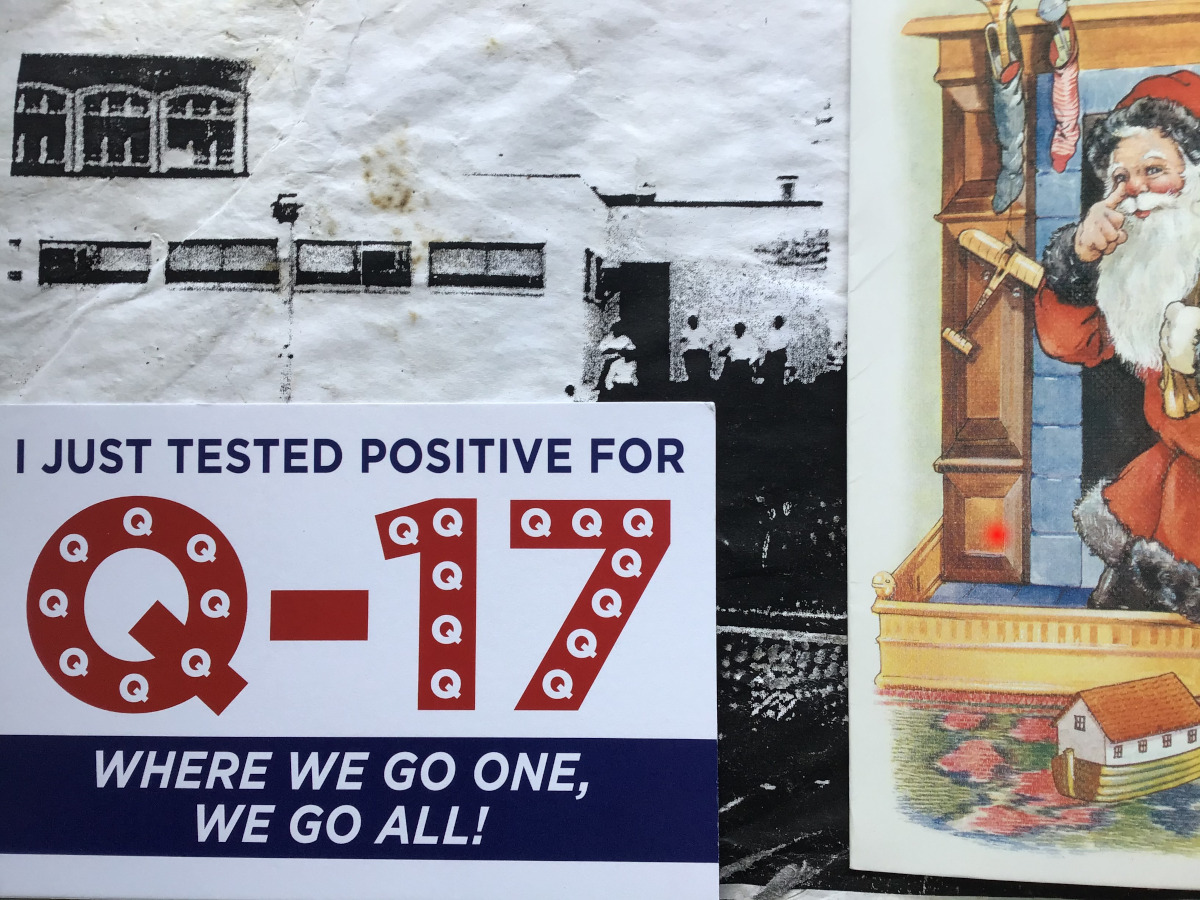 I JUST TESTED POSITIVE FOR
Q-17
WHERE WE GO ONE,
WE GO ALL!